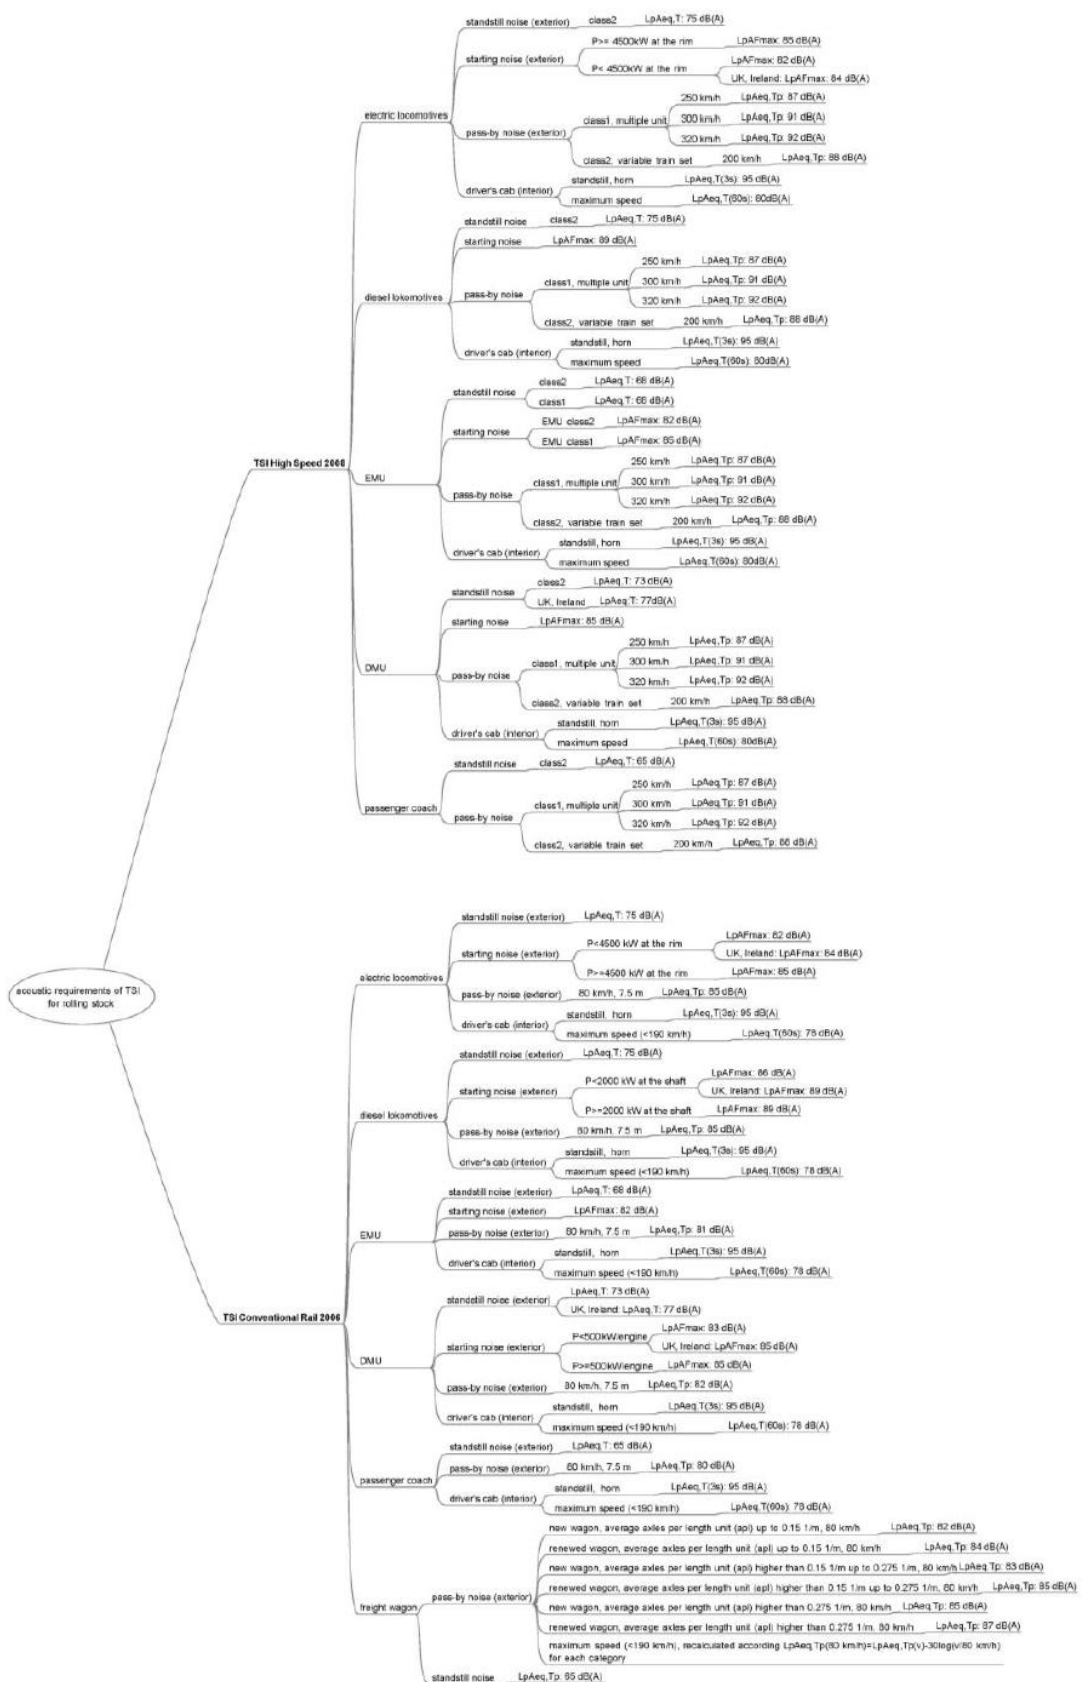 acoustic requirements of TSI
for rolling stock
TSI High Speed 2008
electric locomotives
standstill noise (exterior) class2 LpAeq,T: 75 dB(A)
starting noise (exterior)
P>= 4500kW at the rim LpAFmax: 85 dB(A)
P< 4500kW at the rim
LpAFmax: 82 dB(A)
UK, Ireland: LpAFmax: 84 dB(A)
pass-by noise (exterior)
class1, multiple unit
250 km/h LpAeq,Tp: 87 dB(A)
300 km/h LpAeq,Tp: 91 dB(A)
320 km/h LpAeq,Tp: 92 dB(A)
class2, variable train set 200 km/h LpAeq,Tp: 88 dB(A)
driver's cab (interior)
standstill, horn LpAeq,T(3s): 95 dB(A)
maximum speed LpAeq,T(60s): 80dB(A)
diesel lokomotives
standstill noise class2 LpAeq,T: 75 dB(A)
starting noise LpAFmax: 89 dB(A)
pass-by noise
class1, multiple unit
250 km/h LpAeq,Tp: 87 dB(A)
300 km/h LpAeq,Tp: 91 dB(A)
320 km/h LpAeq,Tp: 92 dB(A)
class2, variable train set 200 km/h LpAeq,Tp: 88 dB(A)
driver's cab (interior)
standstill, horn LpAeq,T(3s): 95 dB(A)
maximum speed LpAeq,T(60s): 80dB(A)
EMU
standstill noise
class2 LpAeq,T: 68 dB(A)
class1 LpAeq,T: 68 dB(A)
starting noise
EMU class2 LpAFmax: 82 dB(A)
EMU class1 LpAFmax: 85 dB(A)
pass-by noise
class1, multiple unit
250 km/h LpAeq,Tp: 87 dB(A)
300 km/h LpAeq,Tp: 91 dB(A)
320 km/h LpAeq,Tp: 92 dB(A)
class2, variable train set 200 km/h LpAeq,Tp: 88 dB(A)
driver's cab (interior)
standstill, horn LpAeq,T(3s): 95 dB(A)
maximum speed LpAeq,T(60s): 80dB(A)
DMU
standstill noise
class2 LpAeq,T: 73 dB(A)
UK, Ireland LpAeq,T: 77dB(A)
starting noise LpAFmax: 85 dB(A)
pass-by noise
class1, multiple unit
250 km/h LpAeq,Tp: 87 dB(A)
300 km/h LpAeq,Tp: 91 dB(A)
320 km/h LpAeq,Tp: 92 dB(A)
class2, variable train set 200 km/h LpAeq,Tp: 88 dB(A)
driver's cab (interior)
standstill, horn LpAeq,T(3s): 95 dB(A)
maximum speed LpAeq,T(60s): 80dB(A)
passenger coach
standstill noise class2 LpAeq,T: 65 dB(A)
pass-by noise
class1, multiple unit
250 km/h LpAeq,Tp: 87 dB(A)
300 km/h LpAeq,Tp: 91 dB(A)
320 km/h LpAeq,Tp: 92 dB(A)
class2, variable train set 200 km/h LpAeq,Tp: 88 dB(A)
TSI Conventional Rail 2006
electric locomotives
standstill noise (exterior) LpAeq,T: 75 dB(A)
starting noise (exterior)
P<4500 kW at the rim
LpAFmax: 82 dB(A)
UK, Ireland: LpAFmax: 84 dB(A)
P>=4500 kW at the rim LpAFmax: 85 dB(A)
pass-by noise (exterior) 80 km/h, 7.5 m LpAeq,Tp: 85 dB(A)
driver's cab (interior)
standstill, horn LpAeq,T(3s): 95 dB(A)
maximum speed (<190 km/h) LpAeq,T(60s): 78 dB(A)
diesel lokomotives
standstill noise (exterior) LpAeq,T: 75 dB(A)
starting noise (exterior)
P<2000 kW at the shaft
LpAFmax: 86 dB(A)
UK, Ireland: LpAFmax: 89 dB(A)
P>=2000 kW at the shaft LpAFmax: 89 dB(A)
pass-by noise (exterior) 80 km/h, 7.5 m LpAeq,Tp: 85 dB(A)
driver's cab (interior)
standstill, horn LpAeq,T(3s): 95 dB(A)
maximum speed (<190 km/h) LpAeq,T(60s): 78 dB(A)
EMU
standstill noise (exterior) LpAeq,T: 68 dB(A)
starting noise (exterior) LpAFmax: 82 dB(A)
pass-by noise (exterior) 80 km/h, 7.5 m LpAeq,Tp: 81 dB(A)
driver's cab (interior)
standstill, horn LpAeq,T(3s): 95 dB(A)
maximum speed (<190 km/h) LpAeq,T(60s): 78 dB(A)
DMU
standstill noise (exterior)
LpAeq,T: 73 dB(A)
UK, Ireland: LpAeq,T: 77 dB(A)
starting noise (exterior)
P<500kW/engine
LpAFmax: 83 dB(A)
UK, Ireland: LpAFmax: 85 dB(A)
P>=500kW/engine LpAFmax: 85 dB(A)
pass-by noise (exterior) 80 km/h, 7.5 m LpAeq,Tp: 82 dB(A)
driver's cab (interior)
standstill, horn LpAeq,T(3s): 95 dB(A)
maximum speed (<190 km/h) LpAeq,T(60s): 78 dB(A)
passenger coach
standstill noise (exterior) LpAeq,T: 65 dB(A)
pass-by noise (exterior) 80 km/h, 7.5 m LpAeq,Tp: 80 dB(A)
driver's cab (interior)
standstill, horn LpAeq,T(3s): 95 dB(A)
maximum speed (<190 km/h) LpAeq,T(60s): 78 dB(A)
freight wagon
pass-by noise (exterior)
new wagon, average axles per length unit (apl) up to 0.15 1/m, 80 km/h LpAeq,Tp: 82 dB(A)
renewed wagon, average axles per length unit (apl) up to 0.15 1/m, 80 km/h LpAeq,Tp: 84 dB(A)
new wagon, average axles per length unit (apl) higher than 0.15 1/m up to 0.275 1/m, 80 km/h LpAeq,Tp: 83 dB(A)
renewed wagon, average axles per length unit (apl) higher than 0.15 1/m up to 0.275 1/m, 80 km/h LpAeq,Tp: 85 dB(A)
new wagon, average axles per length unit (apl) higher than 0.275 1/m, 80 km/h LpAeq,Tp: 85 dB(A)
renewed wagon, average axles per length unit (apl) higher than 0.275 1/m, 80 km/h LpAeq,Tp: 87 dB(A)
maximum speed (<190 km/h), recalculated according LpAeq,Tp(80 km/h)=LpAeq,Tp(v)-30log(v/80 km/h)
for each category
standstill noise LpAeq,Tp: 65 dB(A)